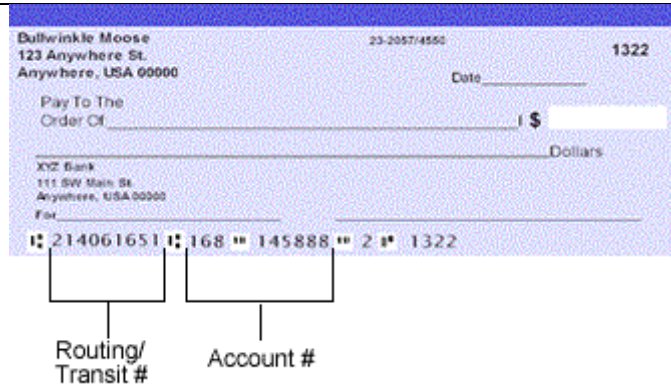 Bullwinkle Moose
23-2057/4550
1322
123 Anywhere St.
Anywhere, USA 00000
Date
Pay To The
Order Of
$
Dollars
XYZ Bank
111 SW Main St.
Anywhere, USA 00000
For
⑆ 214061651 ⑆ 168 ⑈ 145888 ⑈ 2 ⑈ 1322
Routing/
Transit #
Account #